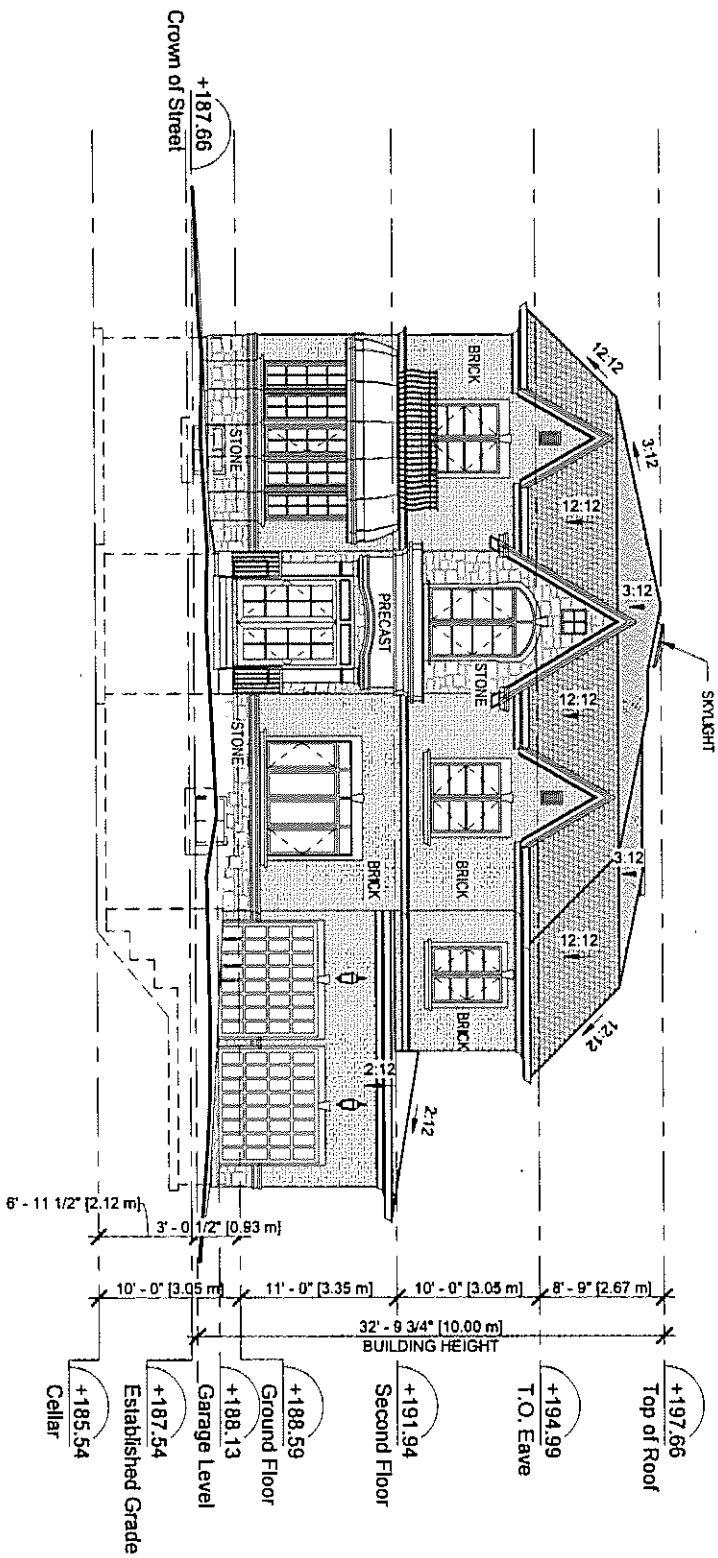 SKYLIGHT
3:12
3:12
3:12
12:12
12:12
12:12
12:12
12:12
BRICK
STONE
BRICK
BRICK
PRECAST
BRICK
STONE
STONE
2:12
2:12
+187.66
Crown of Street
6' - 11 1/2" [2.12 m]
3' - 0 1/2" [0.93 m]
10' - 0" [3.05 m]
11' - 0" [3.35 m]
10' - 0" [3.05 m]
8' - 9" [2.67 m]
32' - 9 3/4" [10.00 m]
BUILDING HEIGHT
+197.66
Top of Roof
+194.99
T.O. Eave
+191.94
Second Floor
+188.59
Ground Floor
+188.13
Garage Level
+187.54
Established Grade
+185.54
Cellar